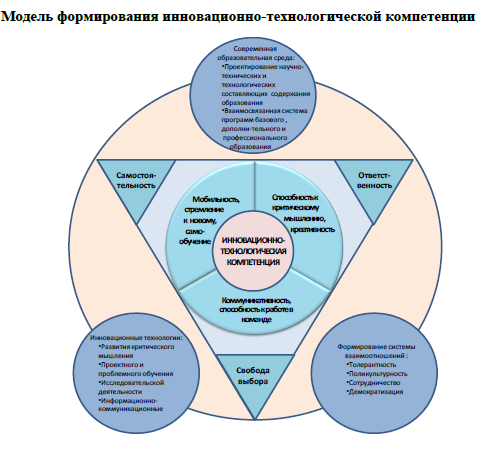 Модель формирования инновационно-технологической компетенции
Современная
образовательная среда:
•Проектирование научно-
технических и
технологических
составляющих содержания
образования
•Взаимосвязанная система
программ базового ,
дополни-тельного и
профессионального
образования
Самостоя-
тельность
Ответст-
венность
Мобильность,
стремление
к новому,
само-
обучение
Способность к
критическому
мышлению,
креативность
ИННОВАЦИОННО-
ТЕХНОЛОГИЧЕСКАЯ
КОМПЕТЕНЦИЯ
Коммуникативность,
способность к работе в
команде
Инновационные технологии:
•Развития критического
мышления
•Проектного и
проблемного обучения
•Исследовательской
деятельности
•Информационно-
коммуникационные
Свобода
выбора
Формирование системы
взаимоотношений :
•Толерантность
•Поликультурность
•Сотрудничество
•Демократизация